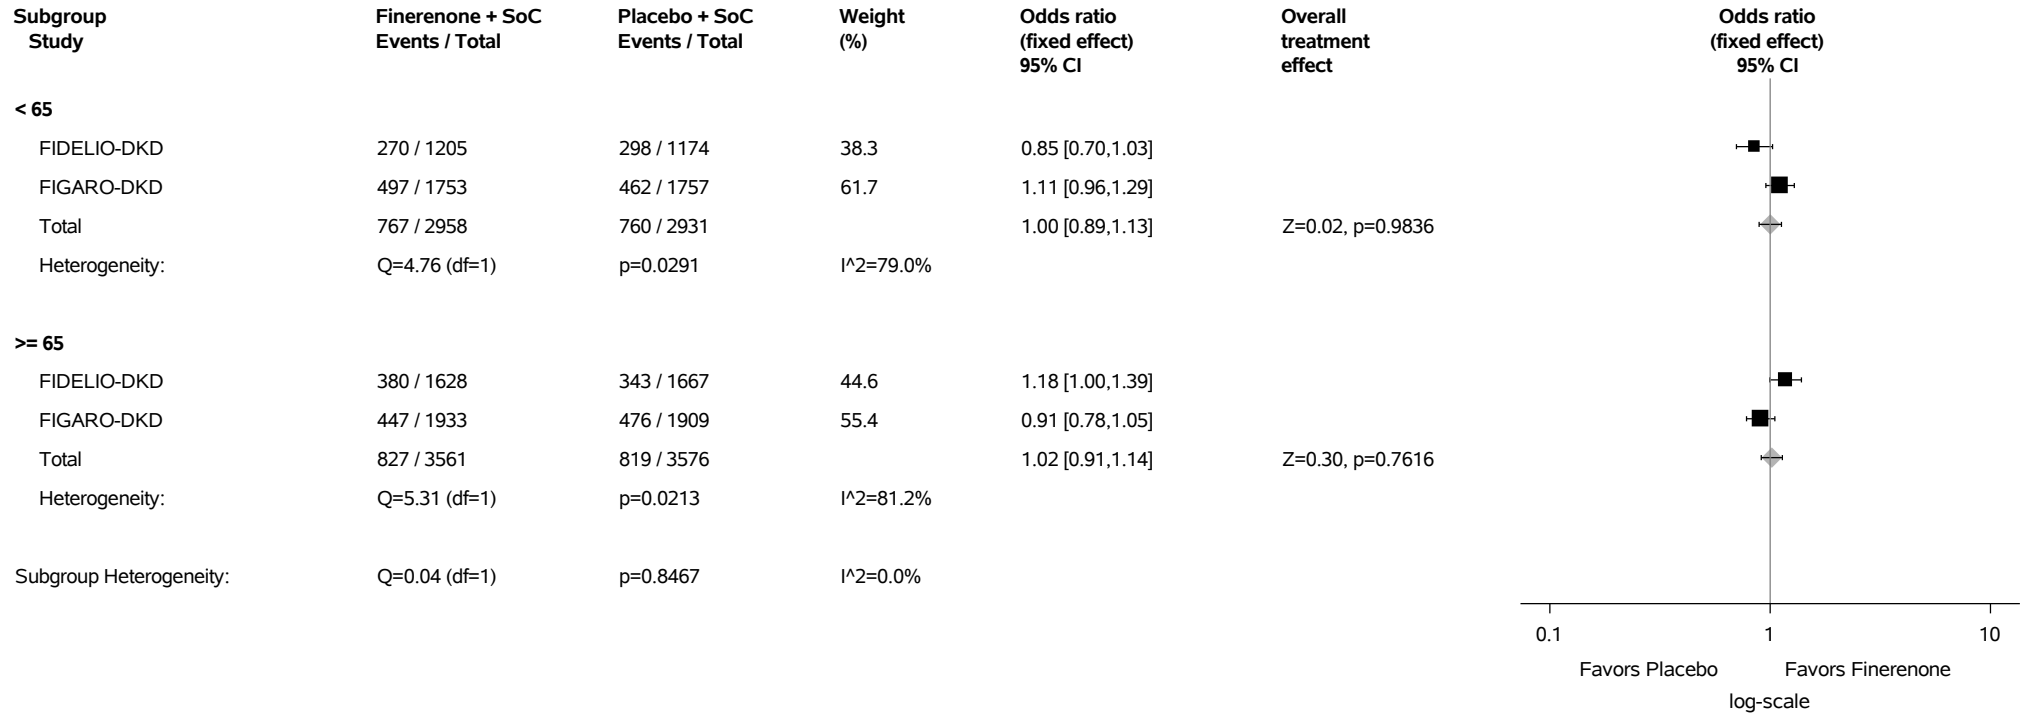 Subgroup Finerenone + SoC Placebo + SoC Weight Odds ratio Overall Odds ratio
Study Events / Total Events / Total (%) (fixed effect) treatment (fixed effect)
95% CI effect 95% CI
< 65
FIDELIO-DKD 270 / 1205 298 / 1174 38.3 0.85 [0.70,1.03]
FIGARO-DKD 497 / 1753 462 / 1757 61.7 1.11 [0.96,1.29]
Total 767 / 2958 760 / 2931 1.00 [0.89,1.13] Z=0.02, p=0.9836
Heterogeneity: Q=4.76 (df=1) p=0.0291 I^2=79.0%
>= 65
FIDELIO-DKD 380 / 1628 343 / 1667 44.6 1.18 [1.00,1.39]
FIGARO-DKD 447 / 1933 476 / 1909 55.4 0.91 [0.78,1.05]
Total 827 / 3561 819 / 3576 1.02 [0.91,1.14] Z=0.30, p=0.7616
Heterogeneity: Q=5.31 (df=1) p=0.0213 I^2=81.2%
Subgroup Heterogeneity: Q=0.04 (df=1) p=0.8467 I^2=0.0%
0.1 1 10
Favors Placebo Favors Finerenone
log-scale